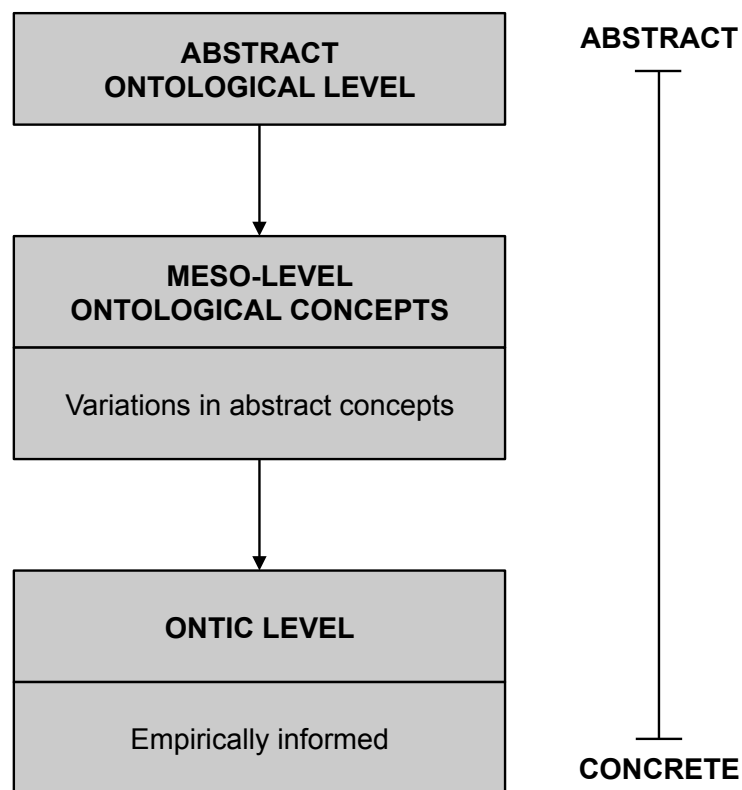 ABSTRACT
ONTOLOGICAL LEVEL
ABSTRACT
MESO-LEVEL
ONTOLOGICAL CONCEPTS
Variations in abstract concepts
ONTIC LEVEL
Empirically informed
CONCRETE